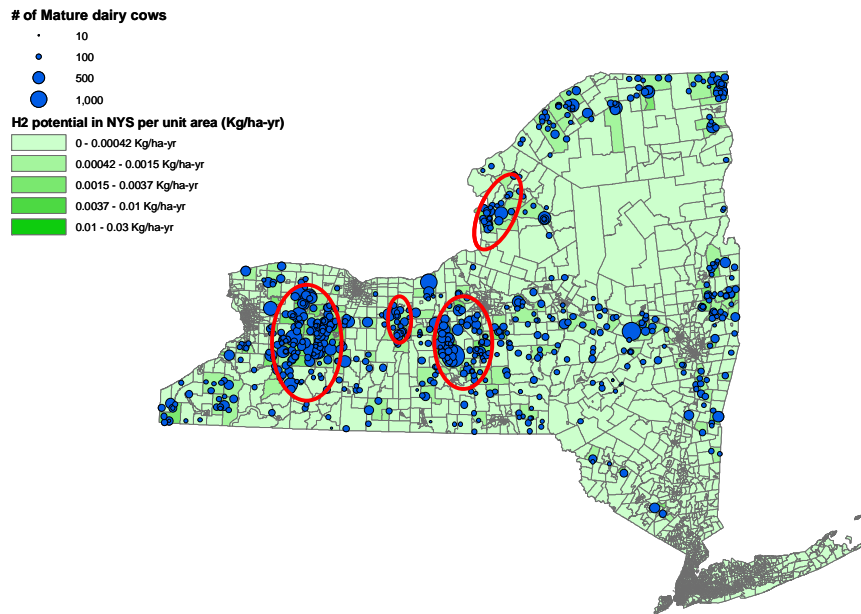 # of Mature dairy cows
10
100
500
1,000
H2 potential in NYS per unit area (Kg/ha-yr)
0 - 0.00042 Kg/ha-yr
0.00042 - 0.0015 Kg/ha-yr
0.0015 - 0.0037 Kg/ha-yr
0.0037 - 0.01 Kg/ha-yr
0.01 - 0.03 Kg/ha-yr